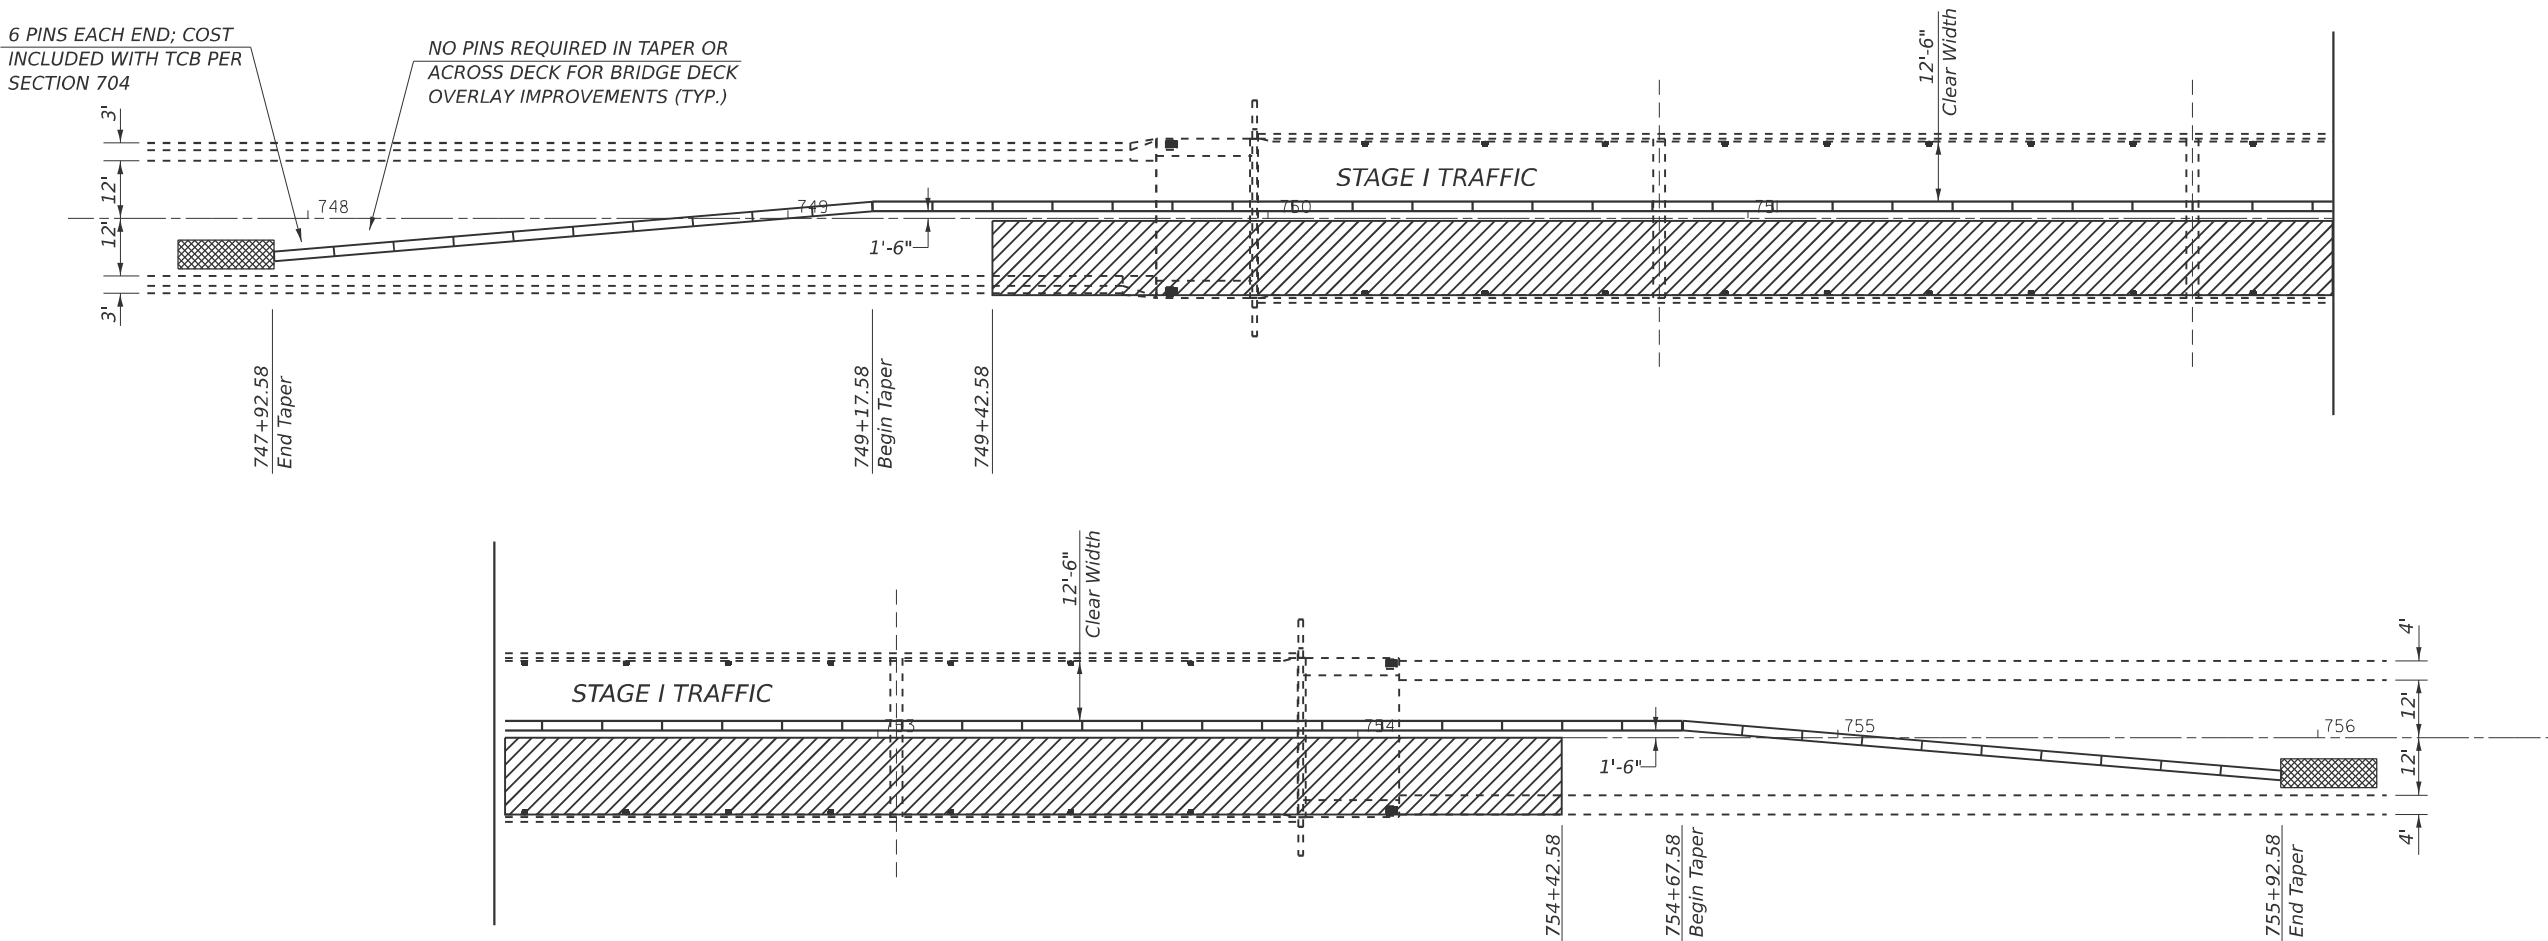 6 PINS EACH END; COST
INCLUDED WITH TCB PER
SECTION 704
NO PINS REQUIRED IN TAPER OR
ACROSS DECK FOR BRIDGE DECK
OVERLAY IMPROVEMENTS (TYP.)
12'-6"
Clear Width
3'
12'
12'
3'
STAGE I TRAFFIC
748
749
750
751
1'-6"
747+92.58
End Taper
749+17.58
Begin Taper
749+42.58
12'-6"
Clear Width
4'
12'
12'
4'
STAGE I TRAFFIC
753
754
755
756
1'-6"
754+42.58
754+67.58
Begin Taper
755+92.58
End Taper